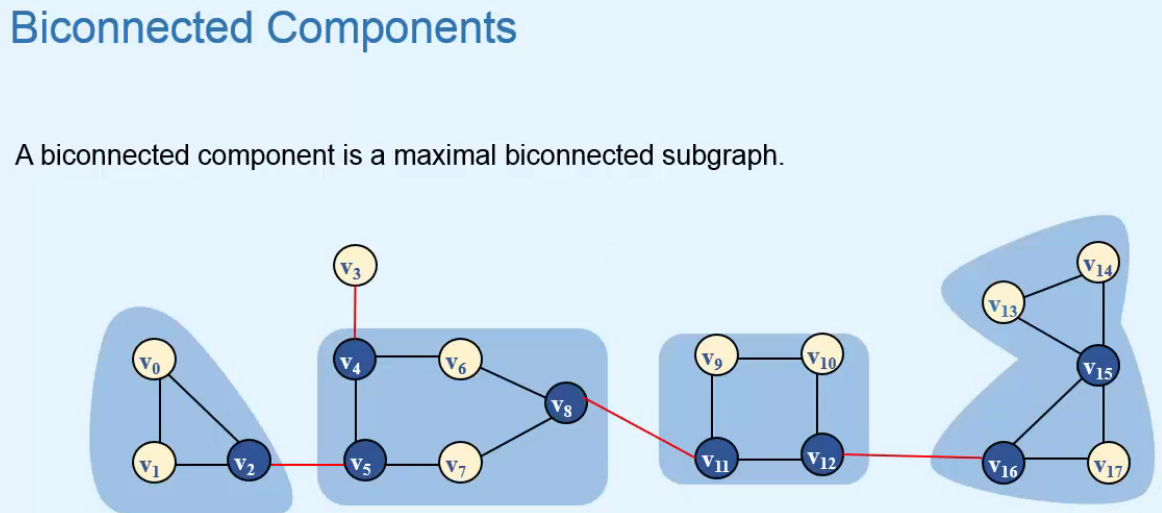 Biconnected Components
A biconnected component is a maximal biconnected subgraph.
v3
v14
v13
v0
v4
v6
v9
v10
v15
v8
v1
v2
v5
v7
v11
v12
v16
v17